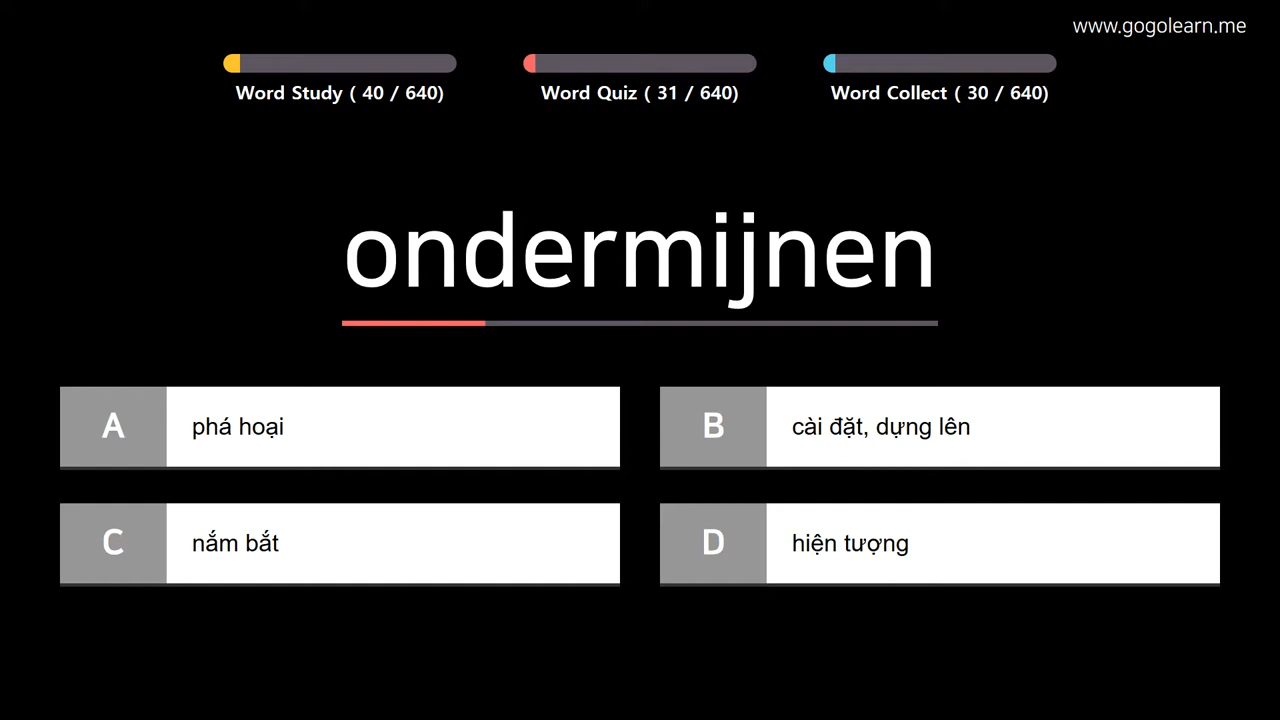 www.gogolearn.me
Word Study ( 40 / 640)
Word Quiz ( 31 / 640)
Word Collect ( 30 / 640)
ondermijnen
A phá hoại
B cài đặt, dựng lên
C nắm bắt
D hiện tượng